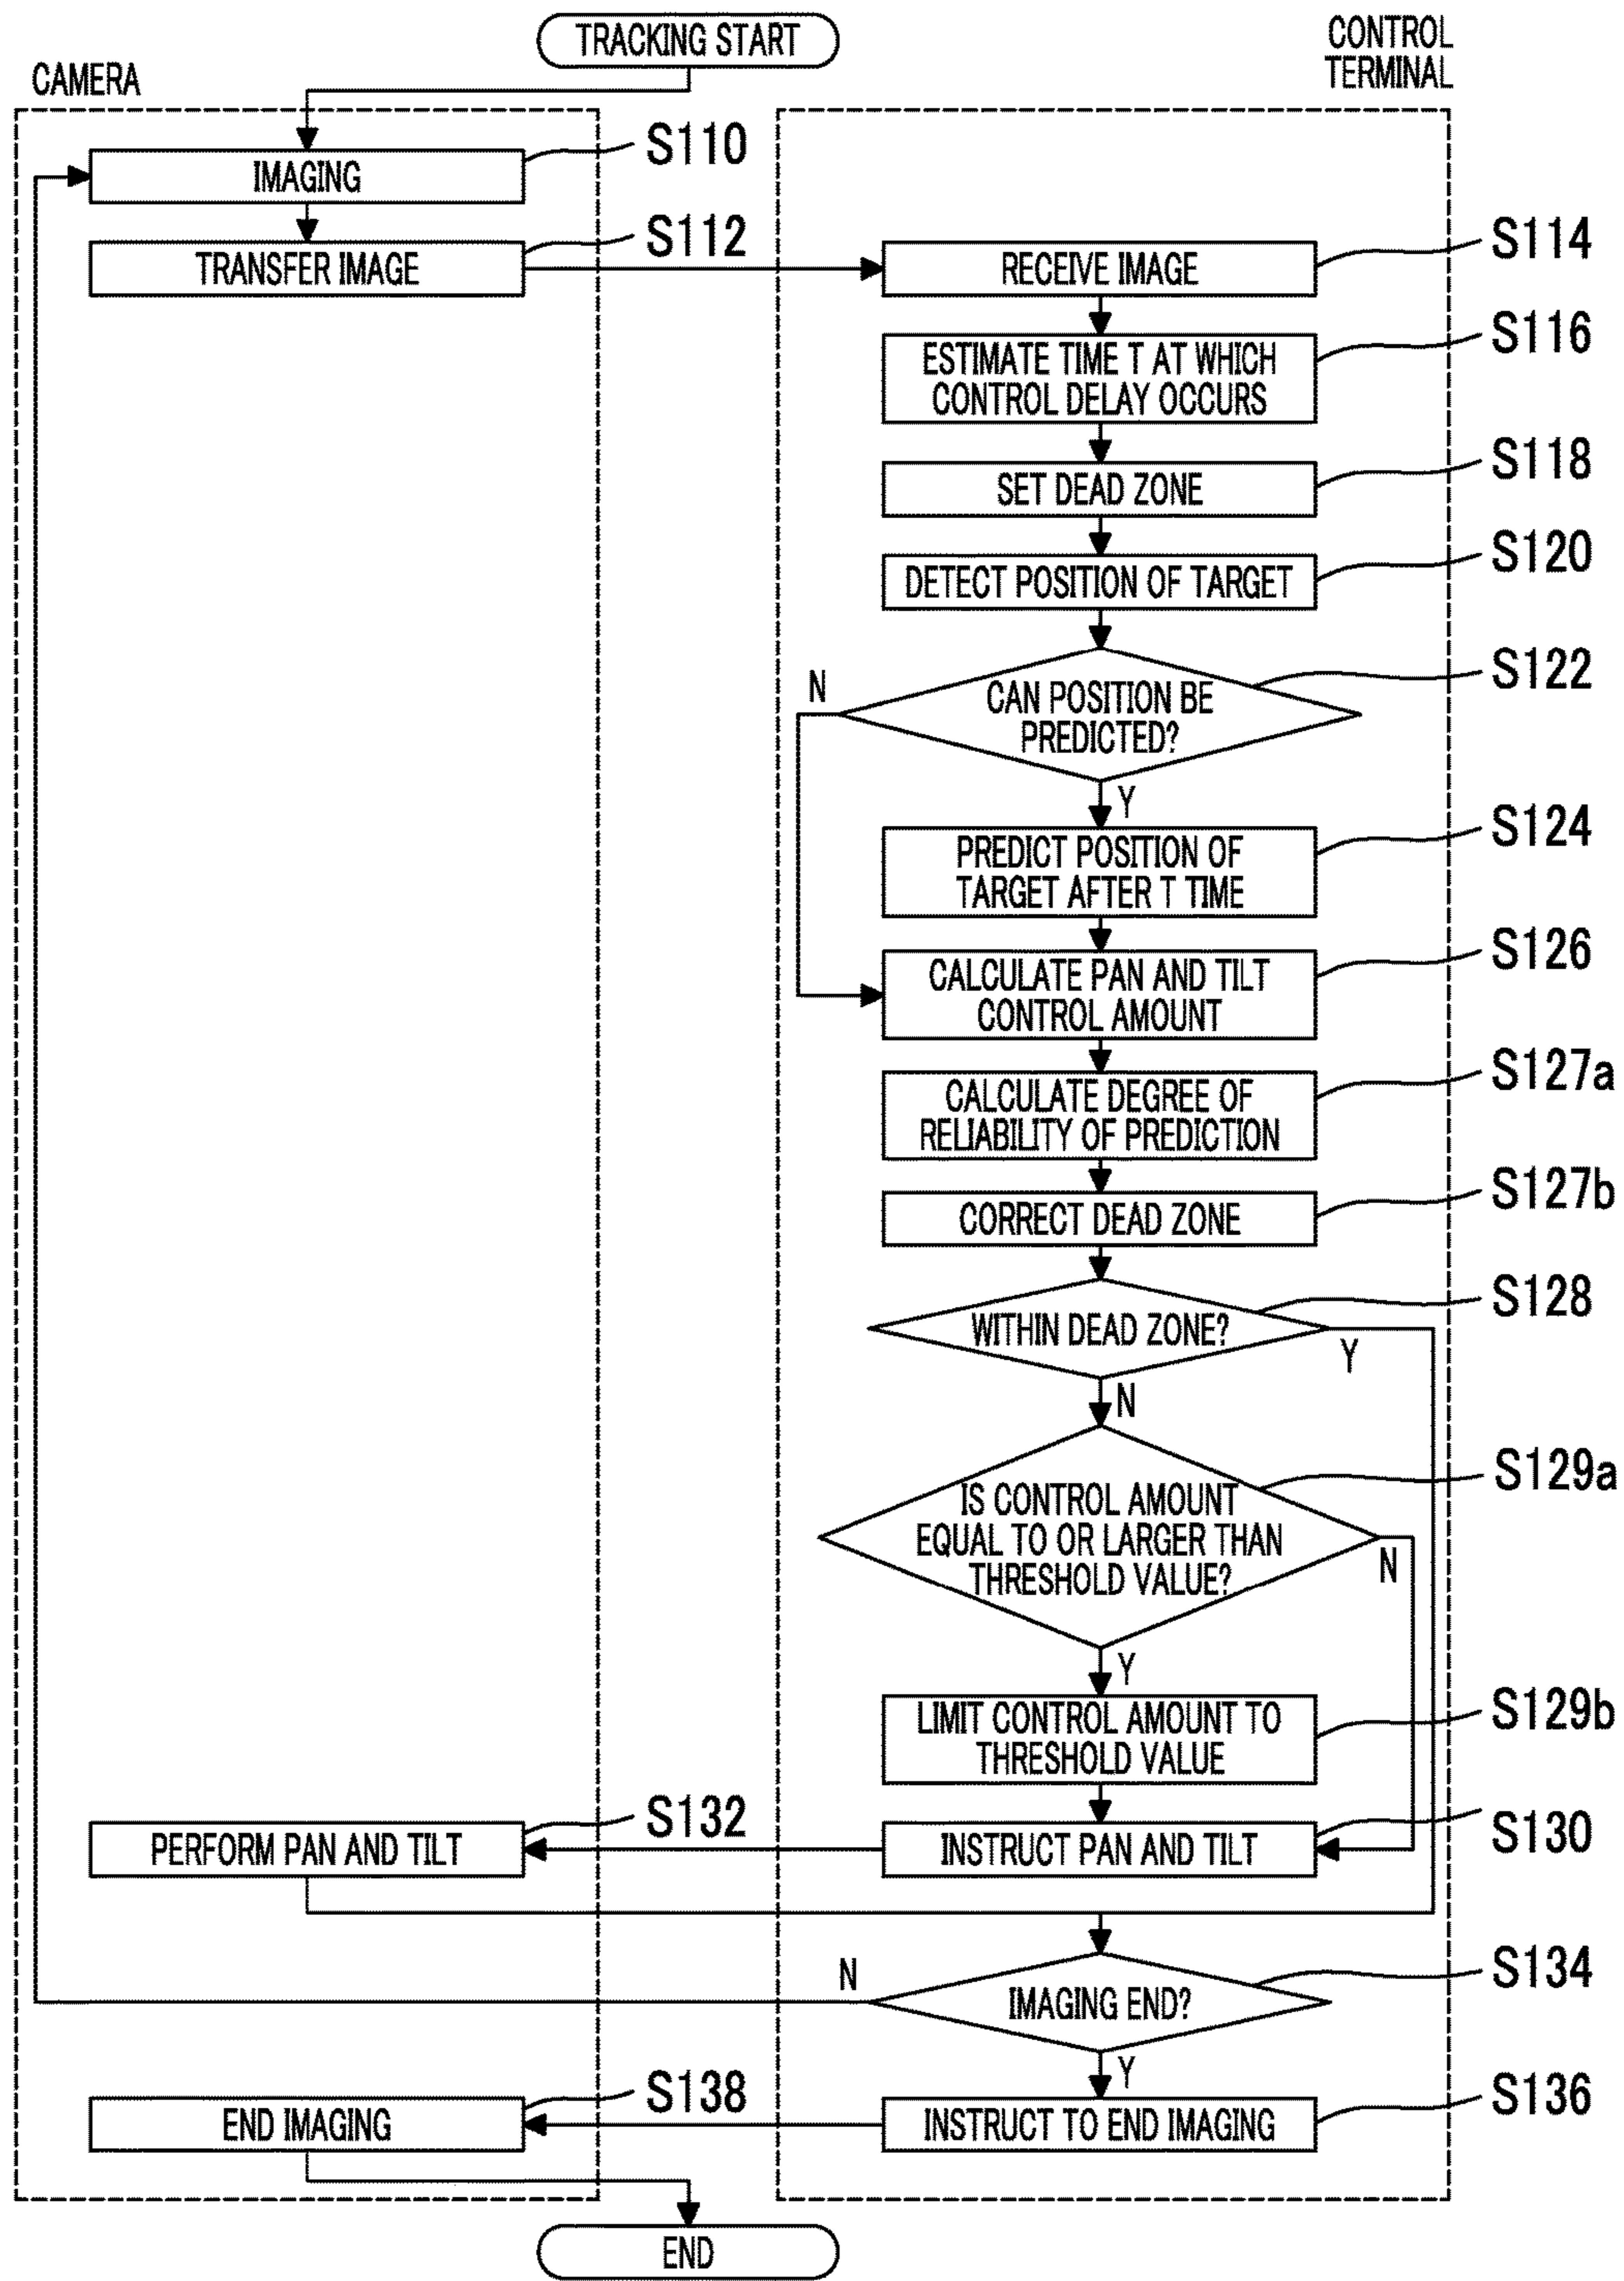 TRACKING START
CONTROL
TERMINAL
CAMERA
S110
IMAGING
S112
TRANSFER IMAGE
S114
RECEIVE IMAGE
S116
ESTIMATE TIME T AT WHICH
CONTROL DELAY OCCURS
S118
SET DEAD ZONE
S120
DETECT POSITION OF TARGET
S122
N
CAN POSITION BE
PREDICTED?
Y
S124
PREDICT POSITION OF
TARGET AFTER T TIME
S126
CALCULATE PAN AND TILT
CONTROL AMOUNT
S127a
CALCULATE DEGREE OF
RELIABILITY OF PREDICTION
S127b
CORRECT DEAD ZONE
S128
WITHIN DEAD ZONE?
Y
N
S129a
IS CONTROL AMOUNT
EQUAL TO OR LARGER THAN
THRESHOLD VALUE?
N
Y
S129b
LIMIT CONTROL AMOUNT TO
THRESHOLD VALUE
S132
S130
PERFORM PAN AND TILT
INSTRUCT PAN AND TILT
S134
N
IMAGING END?
Y
S138
S136
END IMAGING
INSTRUCT TO END IMAGING
END